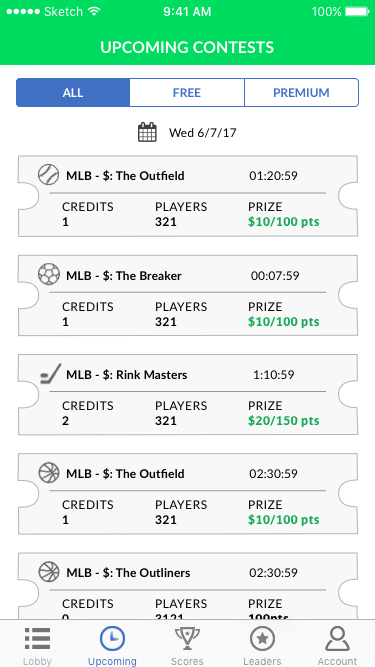 Sketch 9:41 AM 100%
UPCOMING CONTESTS
ALL FREE PREMIUM
Wed 6/7/17
MLB - $: The Outfield 01:20:59
CREDITS PLAYERS PRIZE
1 321 $10/100 pts
MLB - $: The Breaker 00:07:59
CREDITS PLAYERS PRIZE
1 321 $10/100 pts
MLB - $: Rink Masters 1:10:59
CREDITS PLAYERS PRIZE
2 321 $20/150 pts
MLB - $: The Outfield 02:30:59
CREDITS PLAYERS PRIZE
1 321 $10/100 pts
MLB - $: The Outliners 02:30:59
CREDITS PLAYERS PRIZE
0 3121 100pts
Lobby Upcoming Scores Leaders Account